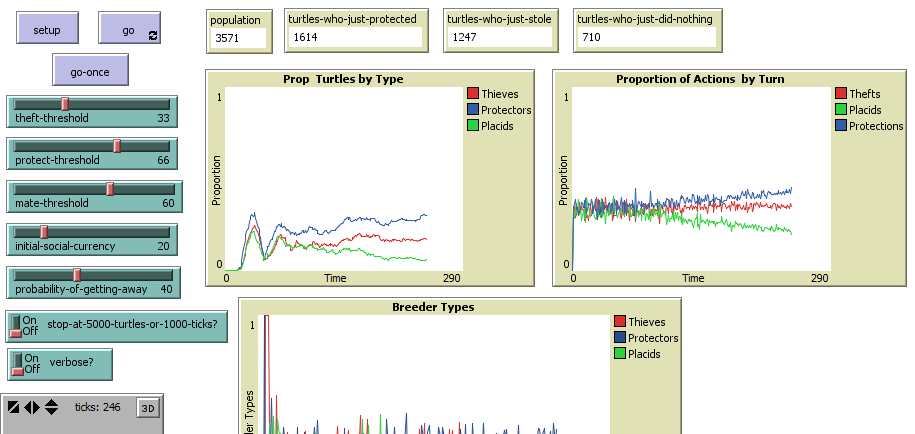 setup
go
go-once
population
3571
turtles-who-just-protected
1614
turtles-who-just-stole
1247
turtles-who-just-did-nothing
710
theft-threshold 33
protect-threshold 66
mate-threshold 60
initial-social-currency 20
probability-of-getting-away 40
On
Off
stop-at-5000-turtles-or-1000-ticks?
On
Off
verbose?
ticks: 246
3D
Prop Turtles by Type
1
Proportion
0
0
Time
290
Thieves
Protectors
Placids
Proportion of Actions by Turn
1
Proportion
0
0
Time
290
Thefts
Placids
Protections
Breeder Types
1
Types
Thieves
Protectors
Placids